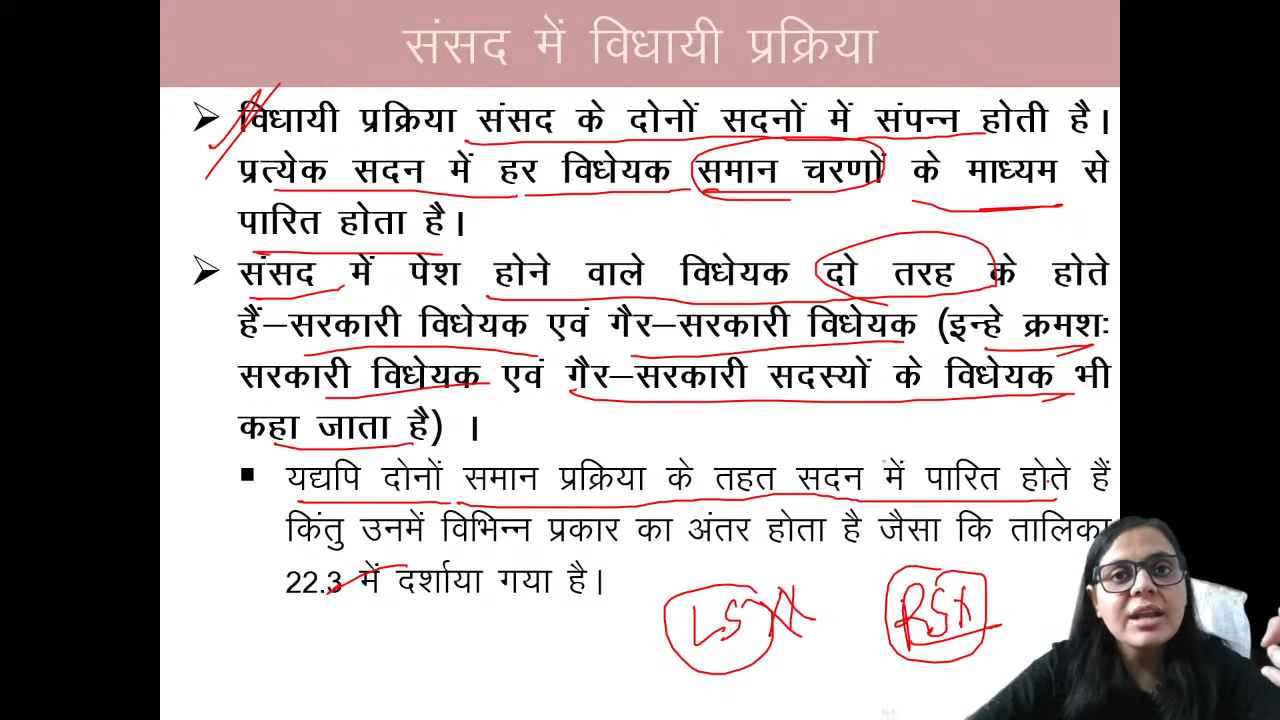 संसद में विधायी प्रक्रिया
विधायी प्रक्रिया संसद के दोनों सदनों में संपन्न होती है।
प्रत्येक सदन में हर विधेयक समान चरणों के माध्यम से
पारित होता है।
संसद में पेश होने वाले विधेयक दो तरह के होते
हैं–सरकारी विधेयक एवं गैर–सरकारी विधेयक (इन्हे क्रमशः
सरकारी विधेयक एवं गैर–सरकारी सदस्यों के विधेयक भी
कहा जाता है) ।
यद्यपि दोनों समान प्रक्रिया के तहत सदन में पारित होते हैं
किंतु उनमें विभिन्न प्रकार का अंतर होता है जैसा कि तालिका
22.3 में दर्शाया गया है।
LS RS